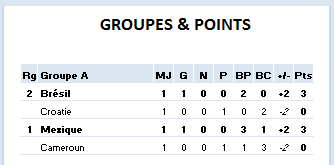 GROUPES & POINTS
Rg Groupe A MJ G N P BP BC +/- Pts
2 Brésil 1 1 0 0 2 0 +2 3
Croatie 1 0 0 1 0 2 -2 0
1 Mexique 1 1 0 0 3 1 +2 3
Cameroun 1 0 0 1 1 3 -2 0